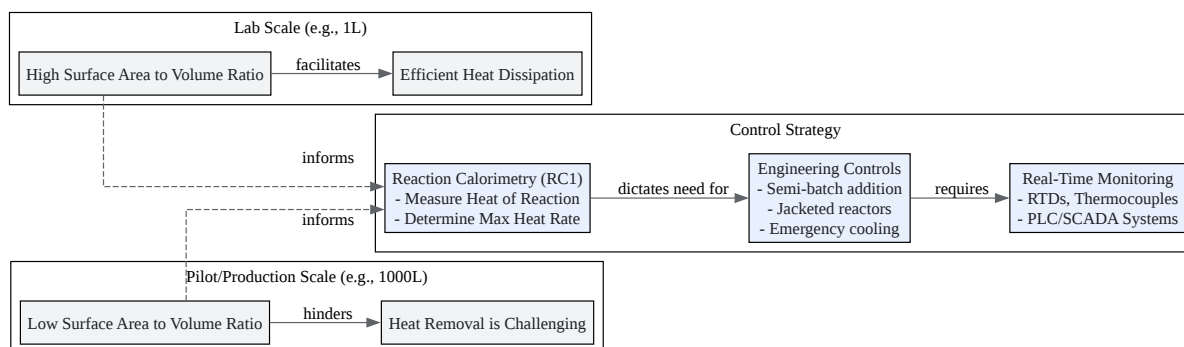 Lab Scale (e.g., 1L)
High Surface Area to Volume Ratio
facilitates
Efficient Heat Dissipation
Control Strategy
informs
informs
Reaction Calorimetry (RC1)
- Measure Heat of Reaction
- Determine Max Heat Rate
dictates need for
Engineering Controls
- Semi-batch addition
- Jacketed reactors
- Emergency cooling
requires
Real-Time Monitoring
- RTDs, Thermocouples
- PLC/SCADA Systems
Pilot/Production Scale (e.g., 1000L)
Low Surface Area to Volume Ratio
hinders
Heat Removal is Challenging